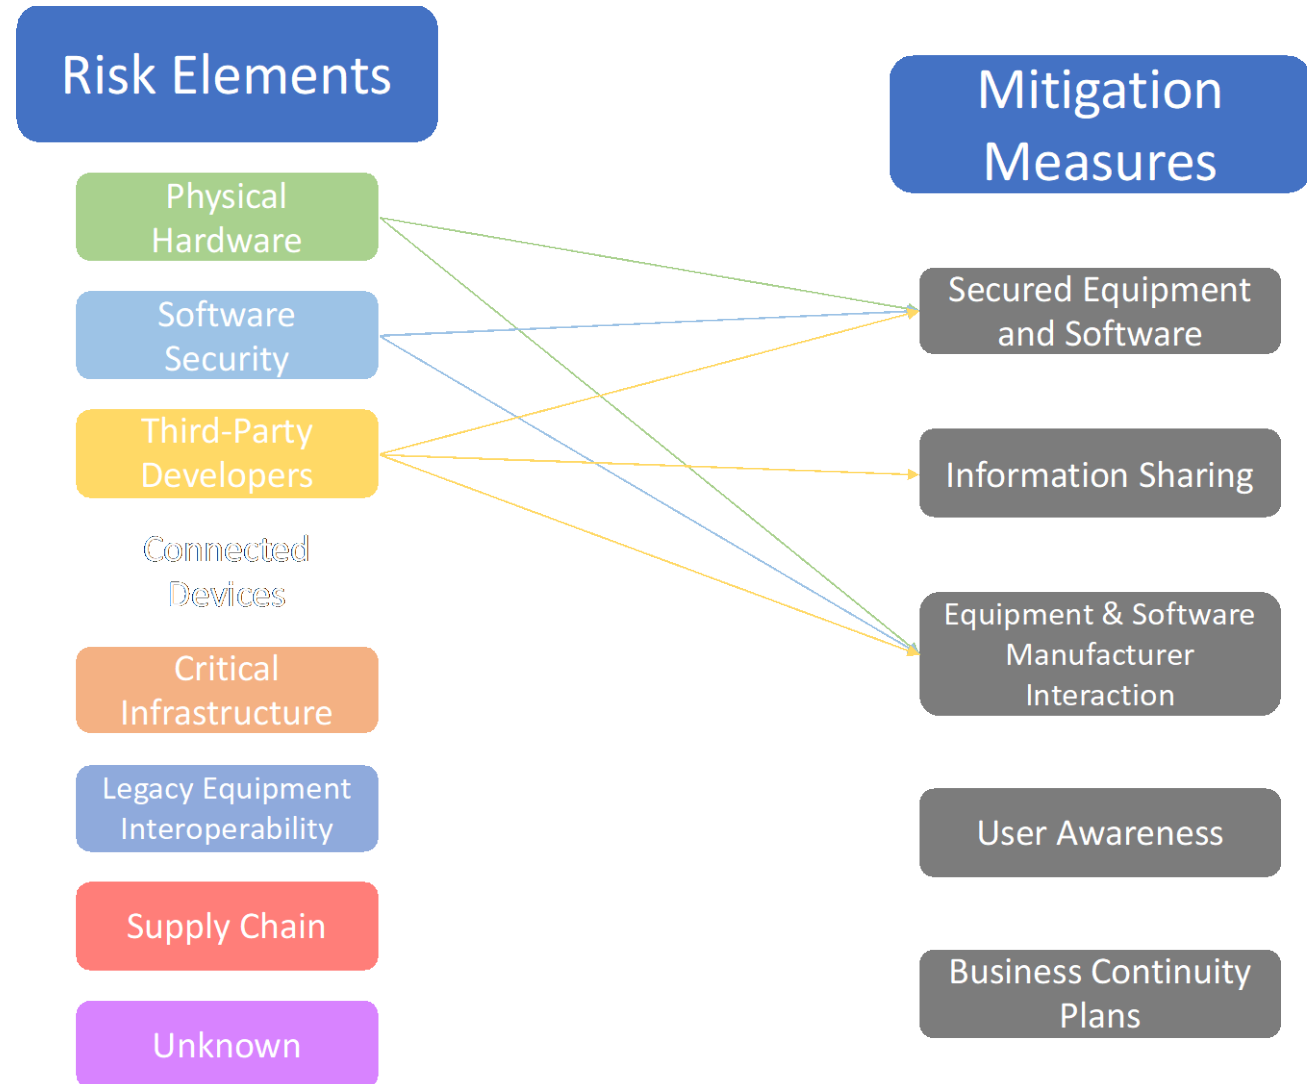 Risk Elements
Mitigation
Measures
Physical
Hardware
Software
Security
Third-Party
Developers
Connected
Devices
Critical
Infrastructure
Legacy Equipment
Interoperability
Supply Chain
Unknown
Secured Equipment
and Software
Information Sharing
Equipment & Software
Manufacturer
Interaction
User Awareness
Business Continuity
Plans